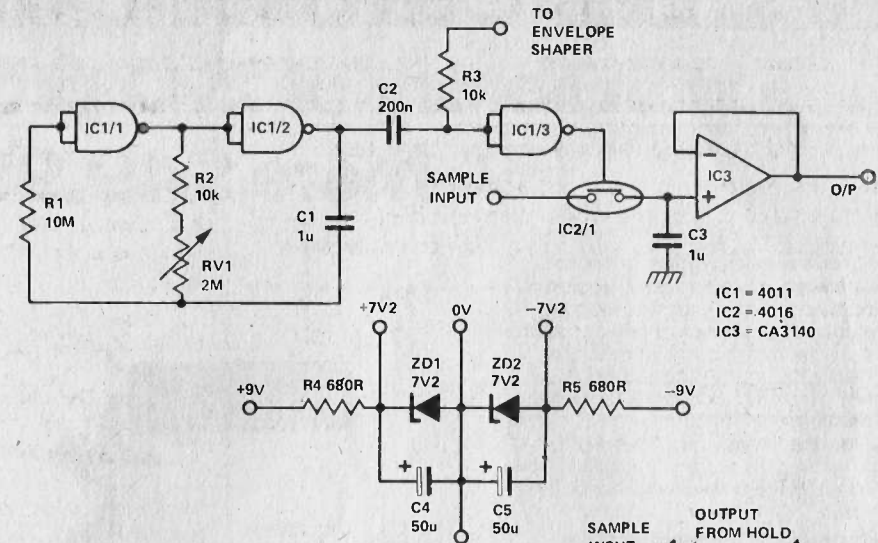 TO
ENVELOPE
SHAPER
C2
200n
R3
10k
IC1/1
IC1/2
IC1/3
R2
10k
R1
10M
C1
1u
SAMPLE
INPUT
IC2/1
−
+
IC3
O/P
C3
1u
RV1
2M
IC1 = 4011
IC2 = 4016
IC3 = CA3140
+7V2
0V
−7V2
+9V
R4 680R
ZD1
7V2
ZD2
7V2
R5 680R
−9V
+
+
C4
50u
C5
50u
SAMPLE
OUTPUT
FROM HOLD